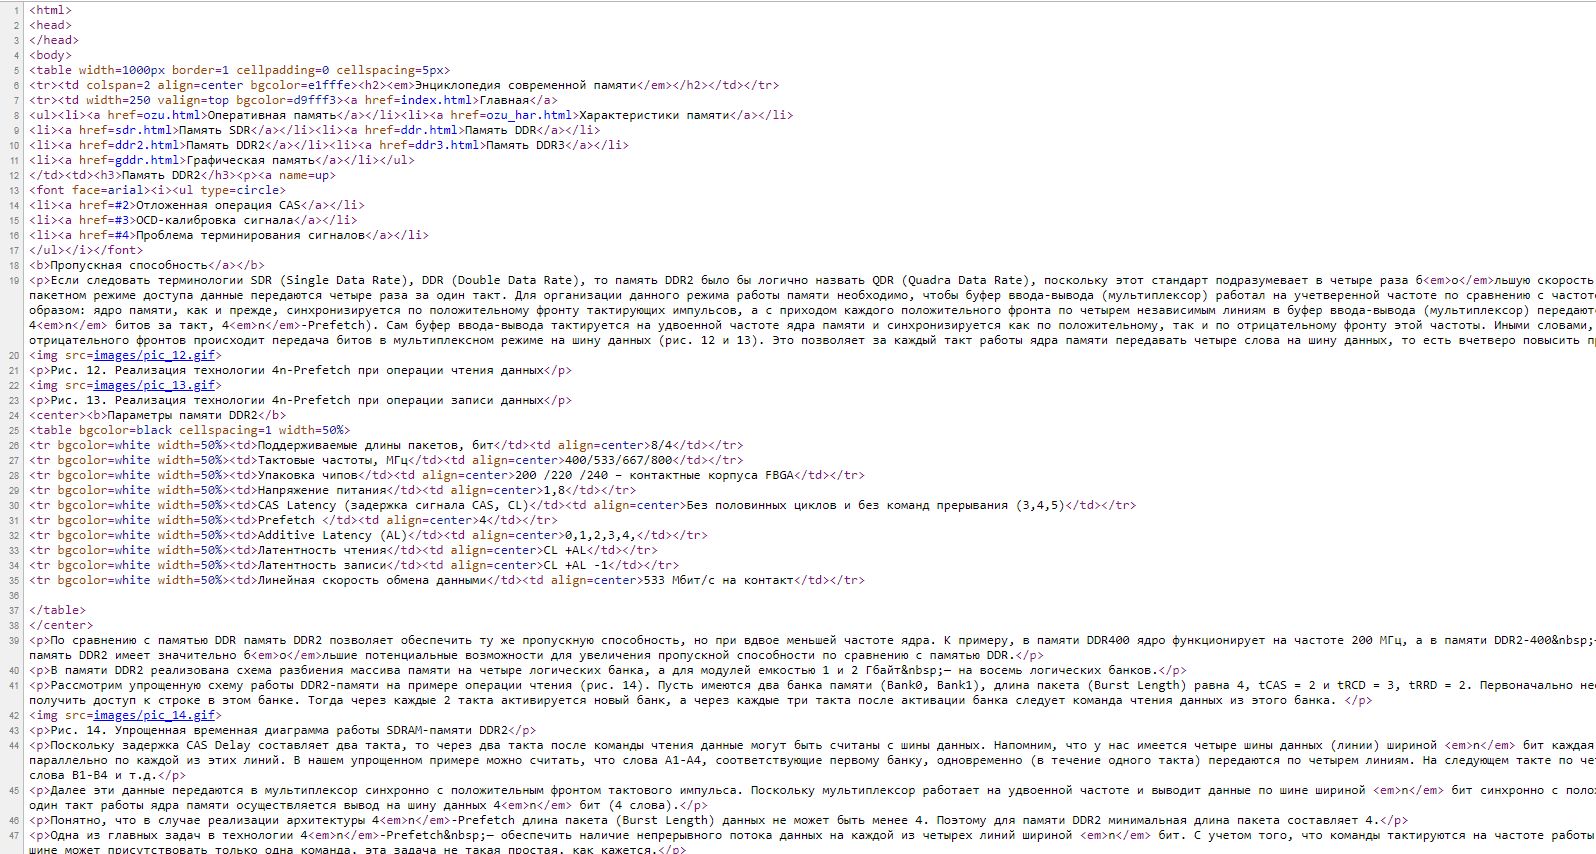 1 <html>
2 <head>
3 </head>
4 <body>
5 <table width=1000px border=1 cellpadding=0 cellspacing=5px>
6 <tr><td colspan=2 align=center bgcolor=e1fffe><h2><em>Энциклопедия современной памяти</em></h2></td></tr>
7 <tr><td width=250 valign=top bgcolor=d9fff3><a href=index.html>Главная</a>
8 <ul><li><a href=ozu.html>Оперативная память</a></li><li><a href=ozu_har.html>Характеристики памяти</a></li>
9 <li><a href=sdr.html>Память SDR</a></li><li><a href=ddr.html>Память DDR</a></li>
10 <li><a href=ddr2.html>Память DDR2</a></li><li><a href=ddr3.html>Память DDR3</a></li>
11 <li><a href=gddr.html>Графическая память</a></li></ul>
12 </td><td><h3>Память DDR2</h3><p><a name=up>
13 <font face=arial><i><ul type=circle>
14 <li><a href=#2>Отложенная операция CAS</a></li>
15 <li><a href=#3>OCD-калибровка сигнала</a></li>
16 <li><a href=#4>Проблема терминирования сигналов</a></li>
17 </ul></i></font>
18 <b>Пропускная способность</a></b>
19 <p>Если следовать терминологии SDR (Single Data Rate), DDR (Double Data Rate), то память DDR2 было бы логично назвать QDR (Quadra Data Rate), поскольку этот стандарт подразумевает в четыре раза б<em>о</em>льшую скорость
пакетном режиме доступа данные передаются четыре раза за один такт. Для организации данного режима работы памяти необходимо, чтобы буфер ввода-вывода (мультиплексор) работал на учетверенной частоте по сравнению с
образом: ядро памяти, как и прежде, синхронизируется по положительному фронту тактирующих импульсов, а с приходом каждого положительного фронта по четырем независимым линиям в буфер ввода-вывода (мультиплексор)
4<em>n</em> битов за такт, 4<em>n</em>-Prefetch). Сам буфер ввода-вывода тактируется на удвоенной частоте ядра памяти и синхронизируется как по положительному, так и по отрицательному фронту этой частоты. Иными словами,
отрицательного фронтов происходит передача битов в мультиплексном режиме на шину данных (рис. 12 и 13). Это позволяет за каждый такт работы ядра памяти передавать четыре слова на шину данных, то есть вчетверо повысить
20 <img src=images/pic_12.gif>
21 <p>Рис. 12. Реализация технологии 4n-Prefetch при операции чтения данных</p>
22 <img src=images/pic_13.gif>
23 <p>Рис. 13. Реализация технологии 4n-Prefetch при операции записи данных</p>
24 <center><b>Параметры памяти DDR2</b>
25 <table bgcolor=black cellspacing=1 width=50%>
26 <tr bgcolor=white width=50%><td>Поддерживаемые длины пакетов, бит</td><td align=center>8/4</td></tr>
27 <tr bgcolor=white width=50%><td>Тактовые частоты, МГц</td><td align=center>400/533/667/800</td></tr>
28 <tr bgcolor=white width=50%><td>Упаковка чипов</td><td align=center>200 /220 /240 – контактные корпуса FBGA</td></tr>
29 <tr bgcolor=white width=50%><td>Напряжение питания</td><td align=center>1,8</td></tr>
30 <tr bgcolor=white width=50%><td>CAS Latency (задержка сигнала CAS, CL)</td><td align=center>Без половинных циклов и без команд прерывания (3,4,5)</td></tr>
31 <tr bgcolor=white width=50%><td>Prefetch </td><td align=center>4</td></tr>
32 <tr bgcolor=white width=50%><td>Additive Latency (AL)</td><td align=center>0,1,2,3,4,</td></tr>
33 <tr bgcolor=white width=50%><td>Латентность чтения</td><td align=center>CL +AL</td></tr>
34 <tr bgcolor=white width=50%><td>Латентность записи</td><td align=center>CL +AL -1</td></tr>
35 <tr bgcolor=white width=50%><td>Линейная скорость обмена данными</td><td align=center>533 Мбит/с на контакт</td></tr>
36
37 </table>
38 </center>
39 <p>По сравнению с памятью DDR память DDR2 позволяет обеспечить ту же пропускную способность, но при вдвое меньшей частоте ядра. К примеру, в памяти DDR400 ядро функционирует на частоте 200 МГц, а в памяти DDR2-400&nbsp;—
память DDR2 имеет значительно б<em>о</em>льшие потенциальные возможности для увеличения пропускной способности по сравнению с памятью DDR.</p>
40 <p>В памяти DDR2 реализована схема разбиения массива памяти на четыре логических банка, а для модулей емкостью 1 и 2 Гбайт&nbsp;— на восемь логических банков.</p>
41 <p>Рассмотрим упрощенную схему работы DDR2-памяти на примере операции чтения (рис. 14). Пусть имеются два банка памяти (Bank0, Bank1), длина пакета (Burst Length) равна 4, tCAS = 2 и tRCD = 3, tRRD = 2. Первоначально
получить доступ к строке в этом банке. Тогда через каждые 2 такта активируется новый банк, а через каждые три такта после активации банка следует команда чтения данных из этого банка. </p>
42 <img src=images/pic_14.gif>
43 <p>Рис. 14. Упрощенная временная диаграмма работы SDRAM-памяти DDR2</p>
44 <p>Поскольку задержка CAS Delay составляет два такта, то через два такта после команды чтения данные могут быть считаны с шины данных. Напомним, что у нас имеется четыре шины данных (линии) шириной <em>n</em> бит каждая
параллельно по каждой из этих линий. В нашем упрощенном примере можно считать, что слова A1-A4, соответствующие первому банку, одновременно (в течение одного такта) передаются по четырем линиям. На следующем такте по
слова B1-B4 и т.д.</p>
45 <p>Далее эти данные передаются в мультиплексор синхронно с положительным фронтом тактового импульса. Поскольку мультиплексор работает на удвоенной частоте и выводит данные по шине шириной <em>n</em> бит синхронно с
один такт работы ядра памяти осуществляется вывод на шину данных 4<em>n</em> бит (4 слова).</p>
46 <p>Понятно, что в случае реализации архитектуры 4<em>n</em>-Prefetch длина пакета (Burst Length) данных не может быть менее 4. Поэтому для памяти DDR2 минимальная длина пакета составляет 4.</p>
47 <p>Одна из главных задач в технологии 4<em>n</em>-Prefetch&nbsp;— обеспечить наличие непрерывного потока данных на каждой из четырех линий шириной <em>n</em> бит. С учетом того, что команды тактируются на частоте работы
шине может присутствовать только одна команда, эта задача не такая простая, как кажется.</p>